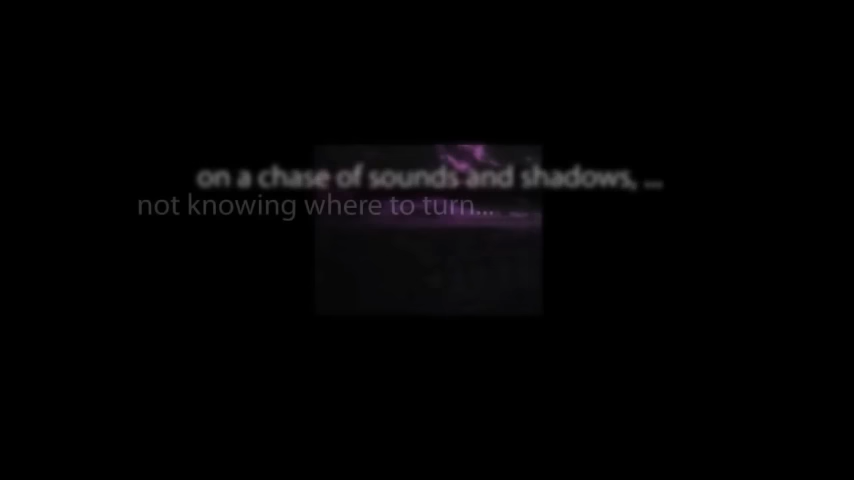 on a chase of sounds and shadows, ...
not knowing where to turn...